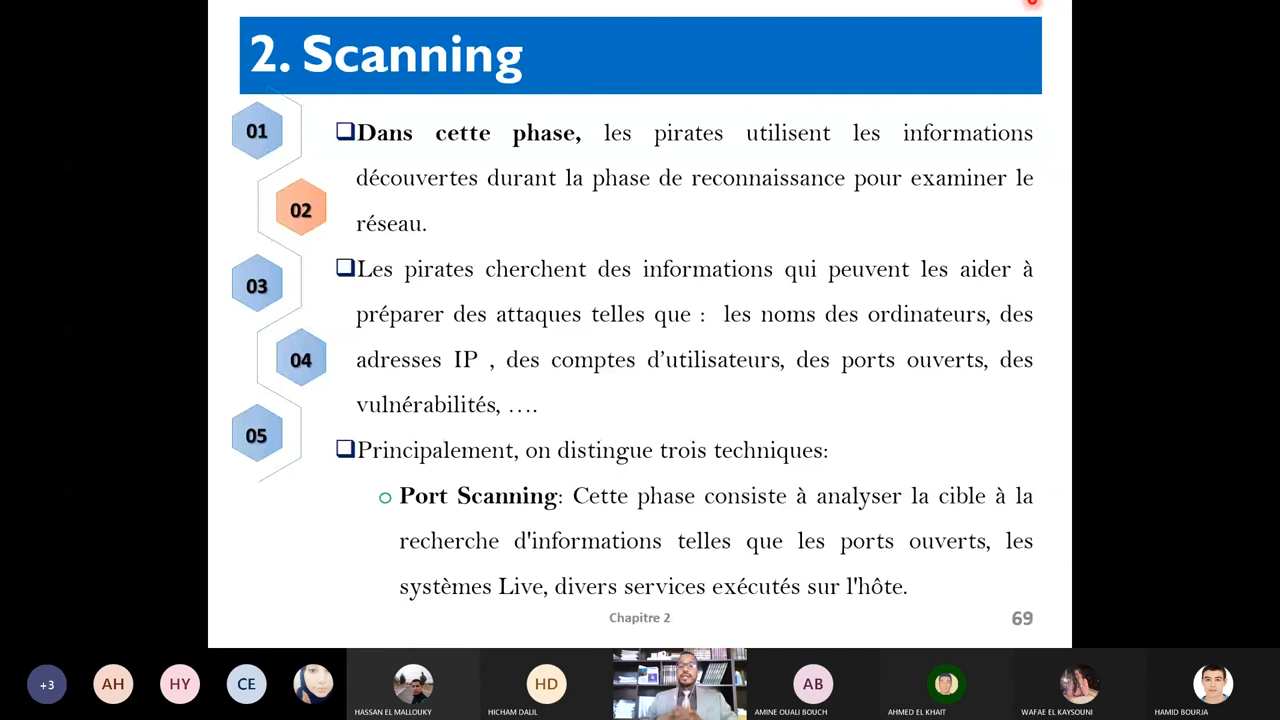 2. Scanning
01
02
03
04
05
❑Dans cette phase, les pirates utilisent les informations
découvertes durant la phase de reconnaissance pour examiner le
réseau.
❑Les pirates cherchent des informations qui peuvent les aider à
préparer des attaques telles que : les noms des ordinateurs, des
adresses IP , des comptes d’utilisateurs, des ports ouverts, des
vulnérabilités, ….
❑Principalement, on distingue trois techniques:
o Port Scanning: Cette phase consiste à analyser la cible à la
recherche d'informations telles que les ports ouverts, les
systèmes Live, divers services exécutés sur l'hôte.
Chapitre 2
69
+3
AH
HY
CE
HASSAN EL MALLOUKY
HD
HICHAM DALIL
AB
AMINE OUALI BOUCH
AHMED EL KHAIT
WAFAE EL KAYSOUNI
HAMID BOURJA